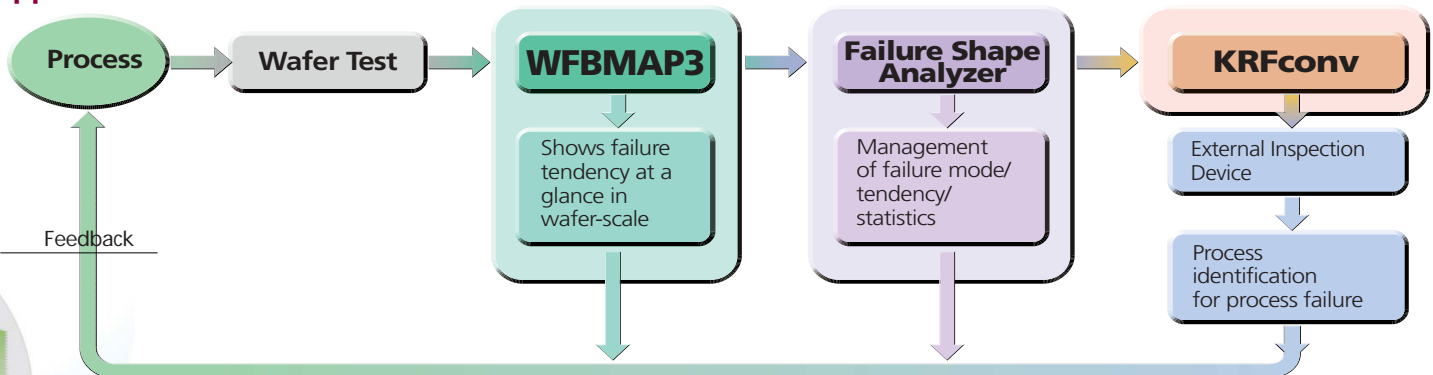 Process
Wafer Test
WFBMAP3
Shows failure
tendency at a
glance in
wafer-scale
Failure Shape
Analyzer
Management
of failure mode/
tendency/
statistics
KRFconv
External Inspection
Device
Process
identification
for process failure
Feedback